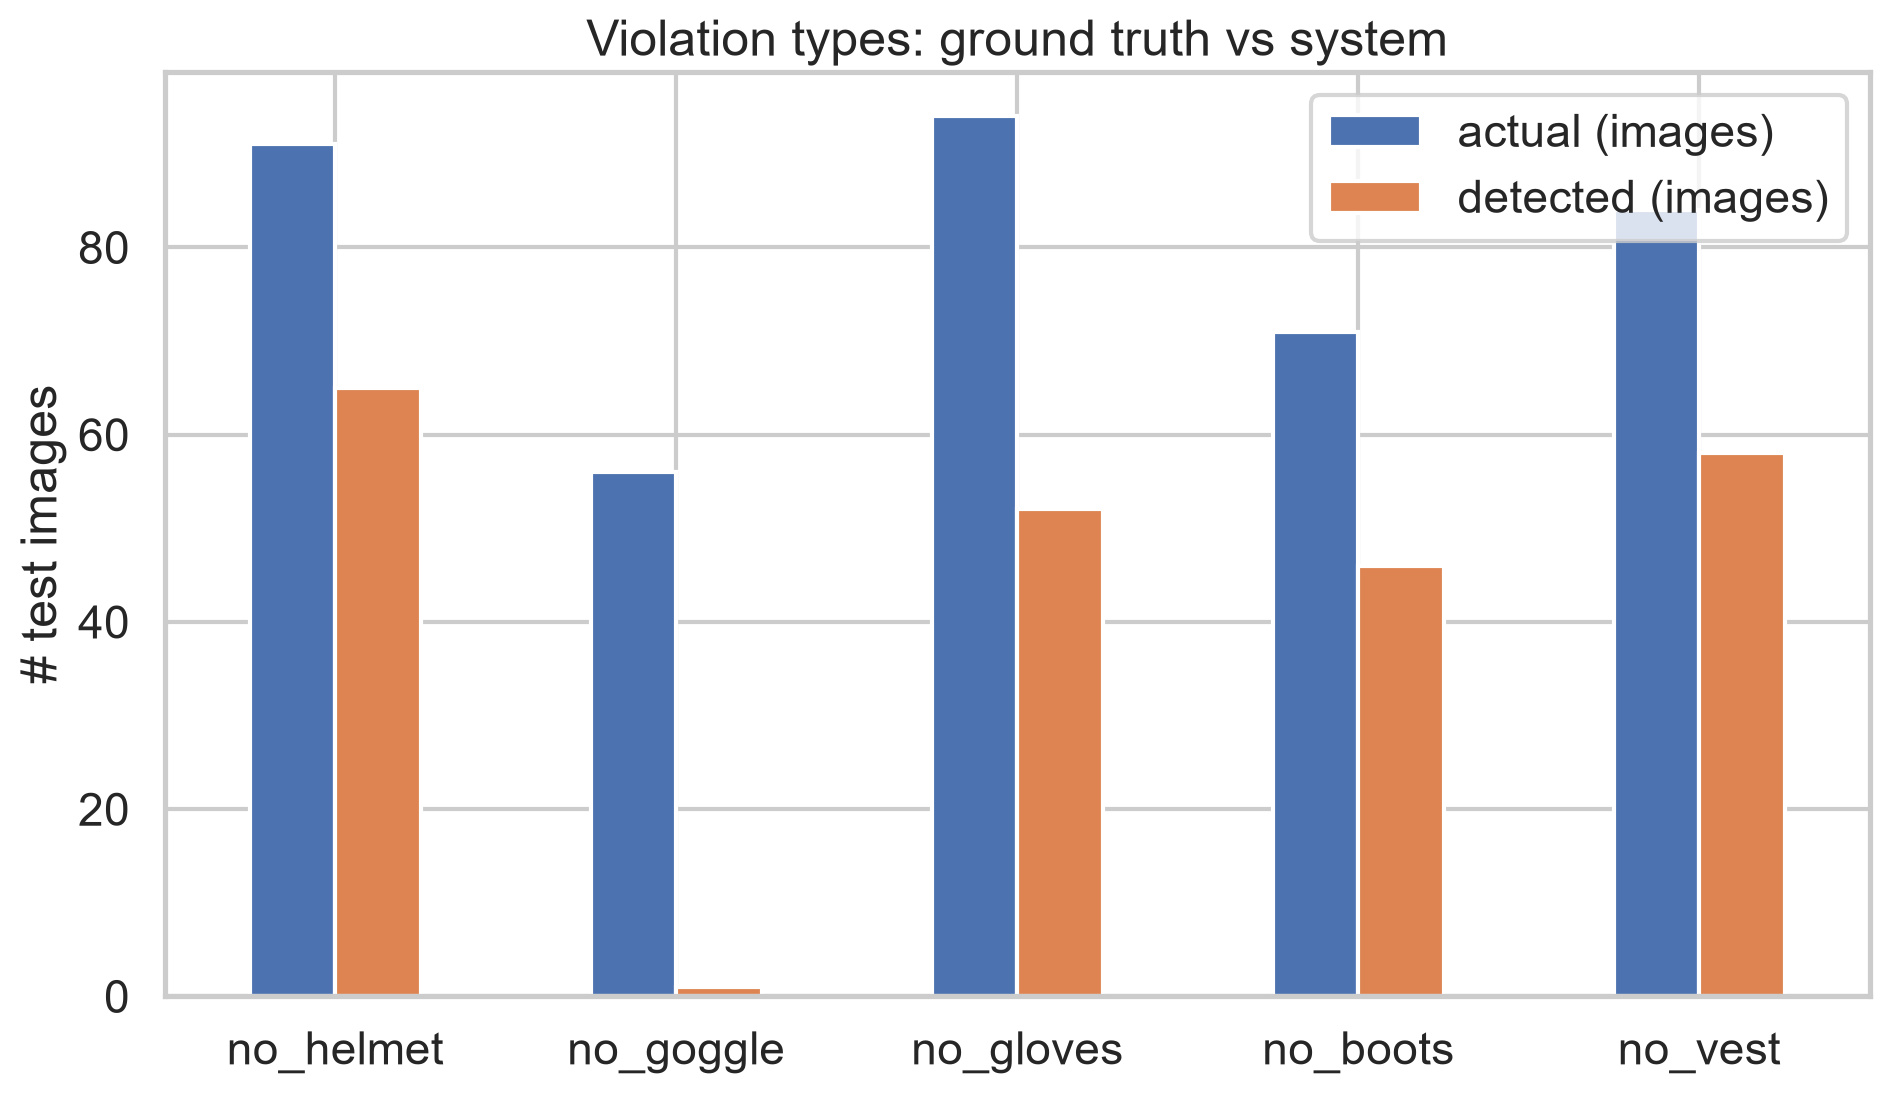 Violation types: ground truth vs system
actual (images)
detected (images)
# test images
80
60
40
20
0
no_helmet
no_goggle
no_gloves
no_boots
no_vest